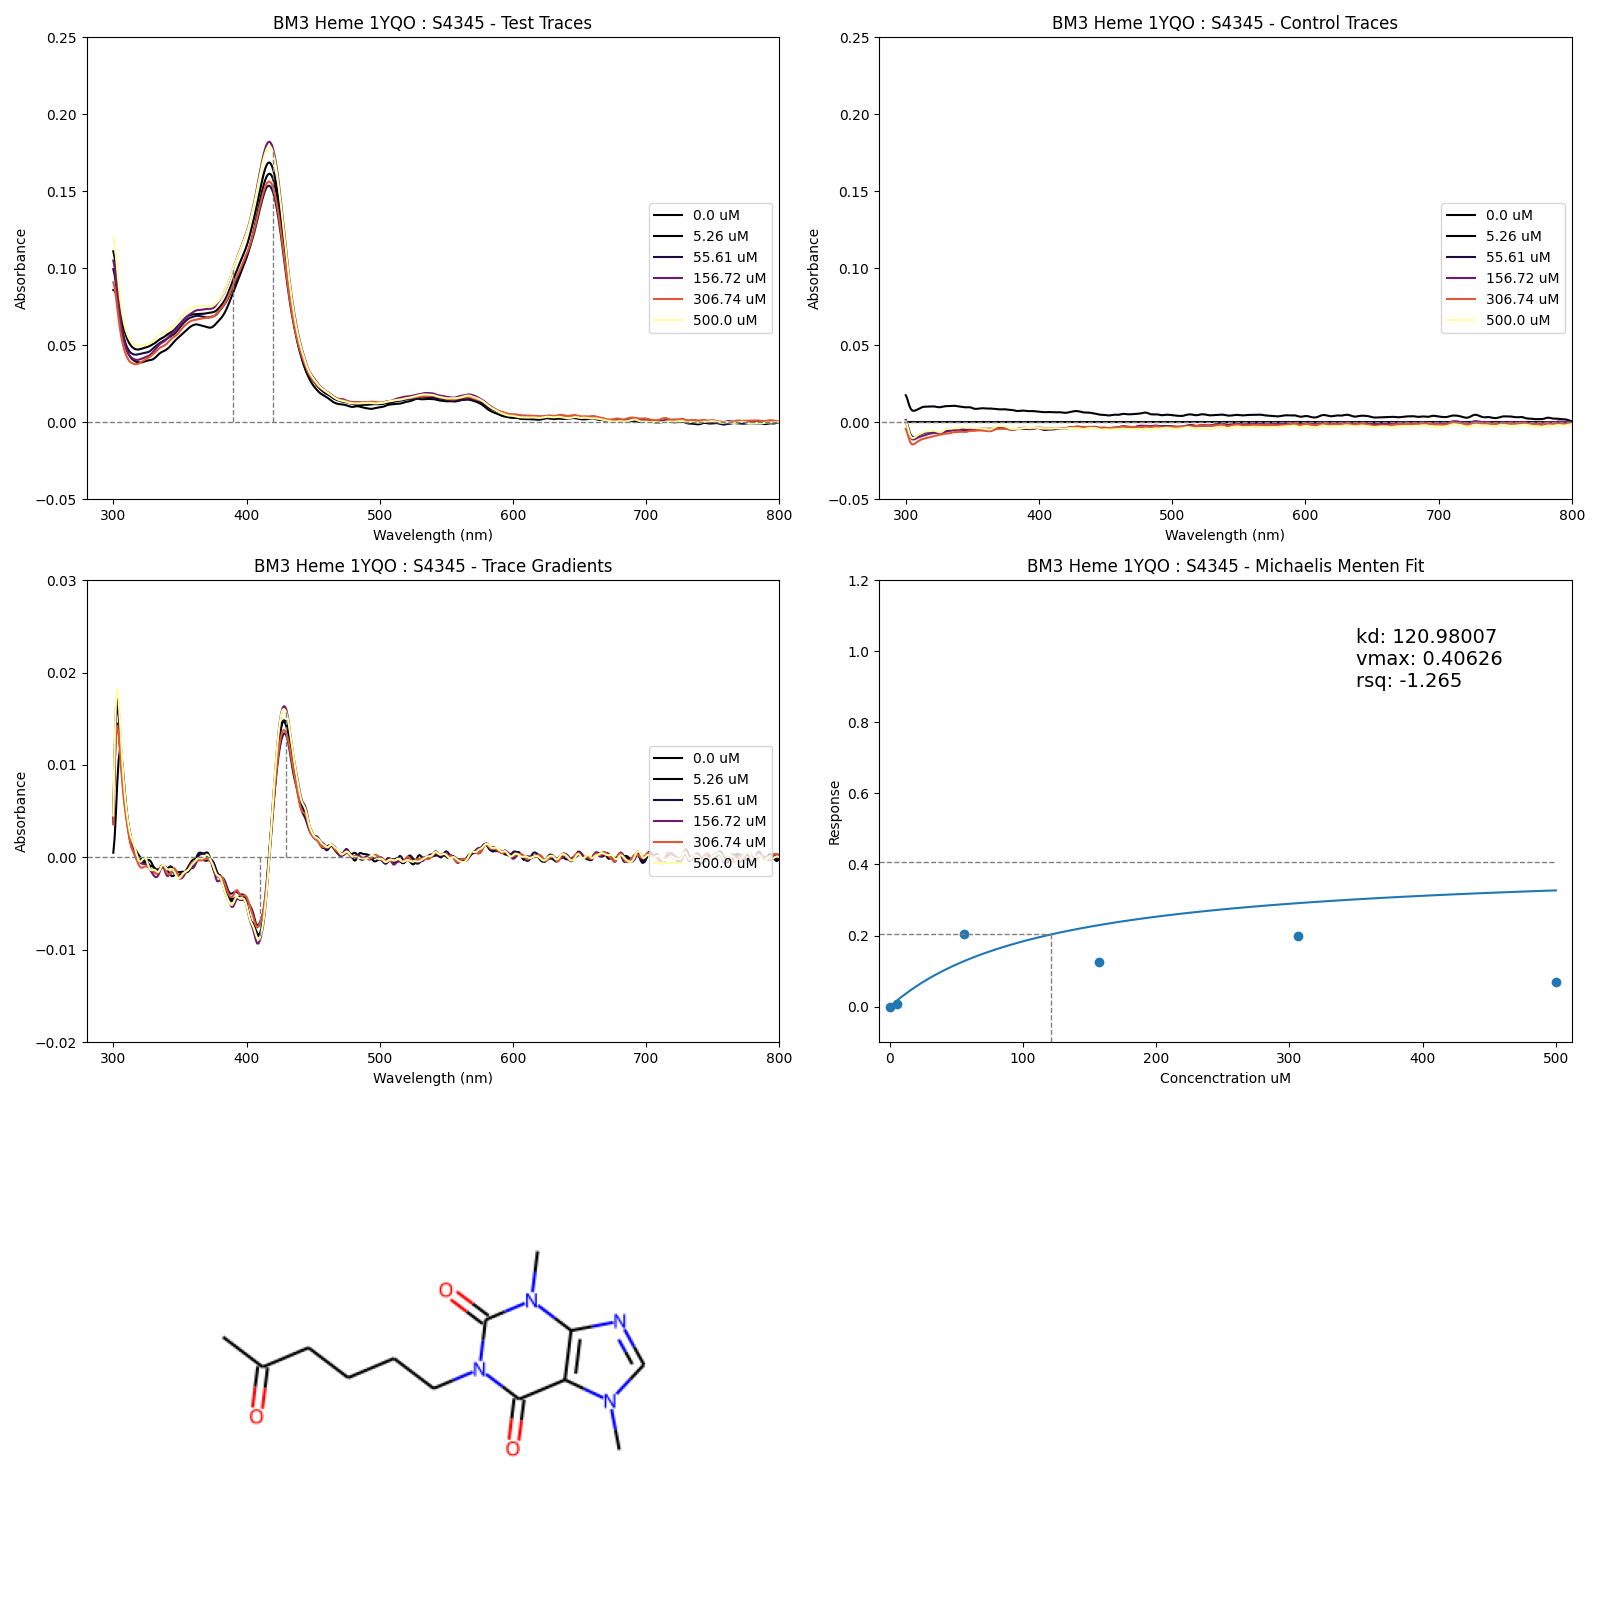 BM3 Heme 1YQO : S4345 - Test Traces
0.25
0.20
0.15
0.10
0.05
0.00
−0.05
Absorbance
300 400 500 600 700 800
Wavelength (nm)
0.0 uM
5.26 uM
55.61 uM
156.72 uM
306.74 uM
500.0 uM
BM3 Heme 1YQO : S4345 - Control Traces
0.25
0.20
0.15
0.10
0.05
0.00
−0.05
Absorbance
300 400 500 600 700 800
Wavelength (nm)
0.0 uM
5.26 uM
55.61 uM
156.72 uM
306.74 uM
500.0 uM
BM3 Heme 1YQO : S4345 - Trace Gradients
0.03
0.02
0.01
0.00
−0.01
−0.02
Absorbance
300 400 500 600 700 800
Wavelength (nm)
0.0 uM
5.26 uM
55.61 uM
156.72 uM
306.74 uM
500.0 uM
BM3 Heme 1YQO : S4345 - Michaelis Menten Fit
1.2
1.0
0.8
0.6
0.4
0.2
0.0
Response
kd: 120.98007
vmax: 0.40626
rsq: -1.265
0 100 200 300 400 500
Concenctration uM
O
N
N
N
N
O
O